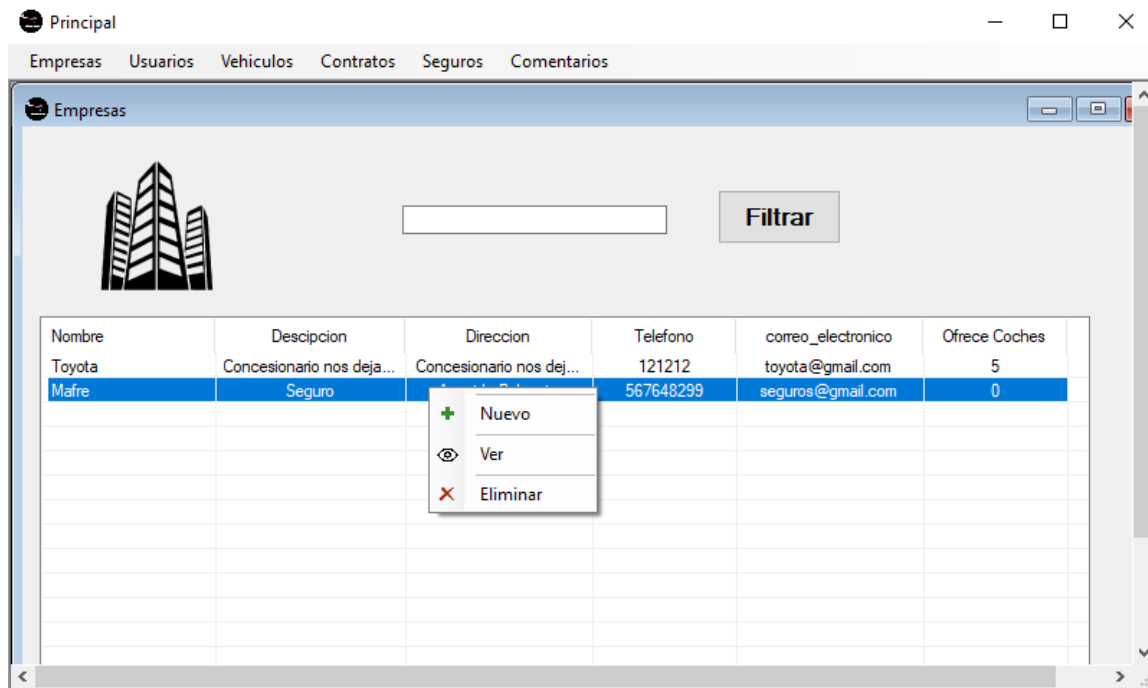 Principal
Empresas Usuarios Vehiculos Contratos Seguros Comentarios
Empresas
Filtrar
Nombre Descipcion Direccion Telefono correo_electronico Ofrece Coches
Toyota Concesionario nos deja... Concesionario nos dej... 121212 toyota@gmail.com 5
Mafre Seguro 567648299 seguros@gmail.com 0
Nuevo
Ver
Eliminar